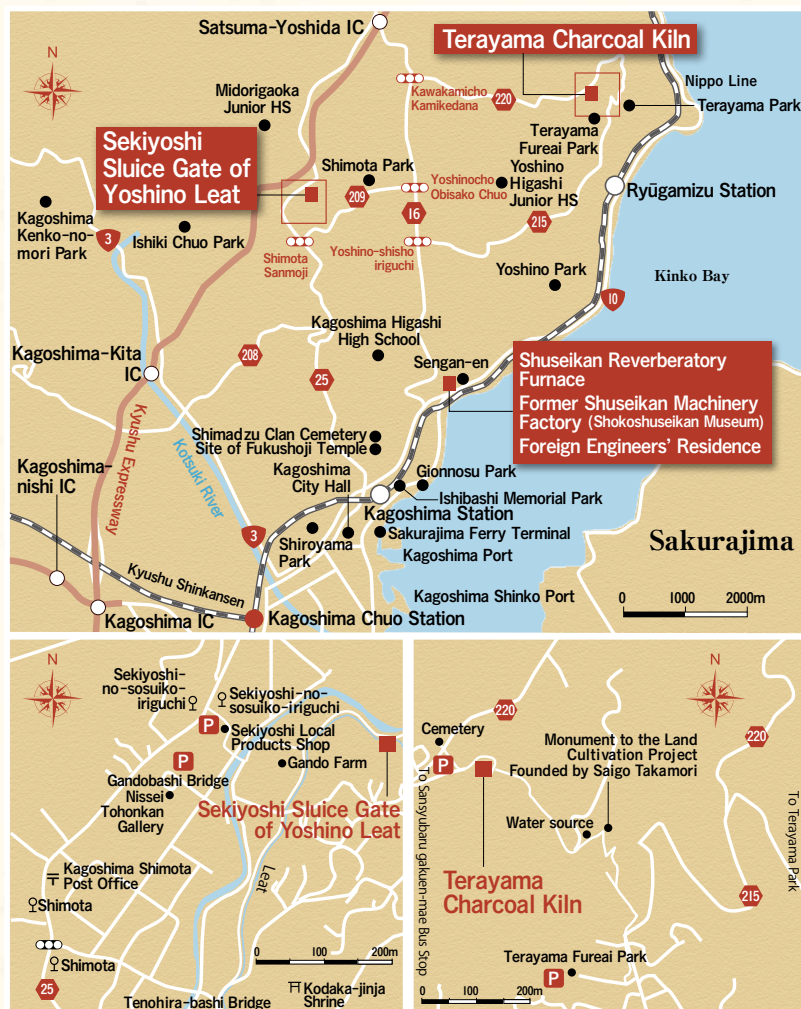 Satsuma-Yoshida IC
Terayama Charcoal Kiln
N
Nippo Line
Kawakamicho
Kamikedana
220
Terayama Park
Midorigaoka
Junior HS
Terayama
Fureai Park
Sekiyoshi
Sluice Gate of
Yoshino Leat
Shimota Park
209
Yoshinocho
Obisako Chuo
Yoshino
Higashi
Junior HS
Ryūgamizu Station
16
215
Kagoshima
Kenko-no-
mori Park
3
Ishiki Chuo Park
Shimota
Sanmoji
Yoshino-shisho
iriguchi
Yoshino Park
Kinko Bay
10
Kagoshima Higashi
High School
208
25
Kagoshima-Kita
IC
Sengan-en
Shuseikan Reverberatory
Furnace
Former Shuseikan Machinery
Factory (Shokoshuseikan Museum)
Foreign Engineers' Residence
Kyushu Expressway
Kotsuki River
Shimadzu Clan Cemetery
Site of Fukushoji Temple
Kagoshima-
nishi IC
Kagoshima
City Hall
Gionnosu Park
Ishibashi Memorial Park
Kagoshima Station
3
Shiroyama
Park
Sakurajima Ferry Terminal
Kagoshima Port
Sakurajima
Kyushu Shinkansen
Kagoshima Shinko Port
0 1000 2000m
Kagoshima IC
Kagoshima Chuo Station
N
Sekiyoshi-
no-sosuiko-
iriguchi
Sekiyoshi-no-
sosuiko-iriguchi
P
Sekiyoshi Local
Products Shop
P
Gando Farm
Gandobashi Bridge
Nissei
Tohonkan
Gallery
Sekiyoshi Sluice Gate
of Yoshino Leat
Leat
Kagoshima Shimota
Post Office
Shimota
Shimota
0 100 200m
25
Kodaka-jinja
Shrine
Tenohira-bashi Bridge
N
220
220
Cemetery
P
Monument to the Land
Cultivation Project
Founded by Saigo Takamori
To Sansyubaru gakuen-mae Bus Stop
Water source
To Terayama Park
Terayama
Charcoal Kiln
215
Terayama Fureai Park
P
0 100 200m